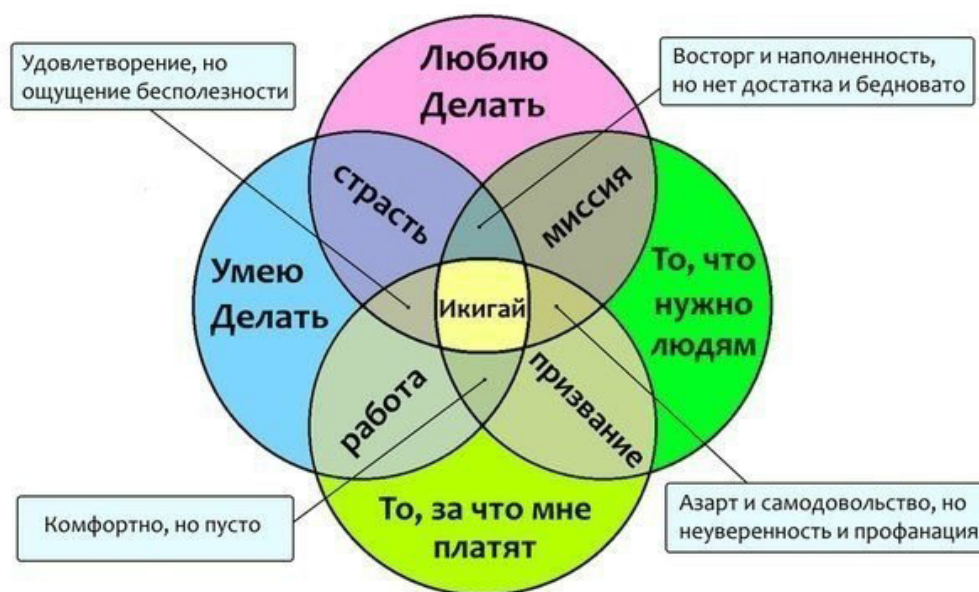 Удовлетворение, но
ощущение бесполезности
Люблю
Делать
Восторг и наполненность,
но нет достатка и бедновато
страсть
миссия
Умею
Делать
Икигай
То, что
нужно
людям
работа
призвание
Комфортно, но пусто
То, за что мне
платят
Азарт и самодовольство, но
неуверенность и профанация